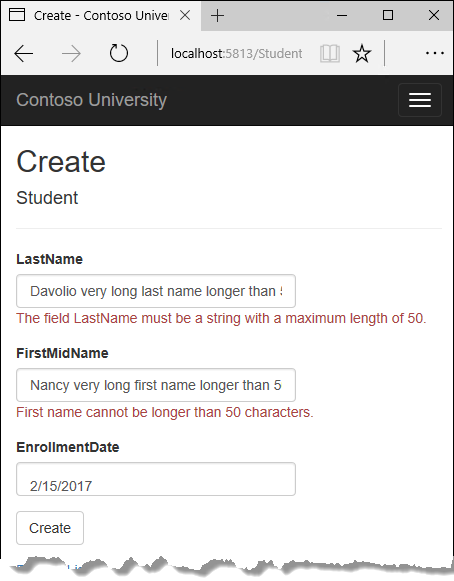 Create - Contoso Univer
localhost:5813/Student
Contoso University
Create
Student
LastName
Davolio very long last name longer than
The field LastName must be a string with a maximum length of 50.
FirstMidName
Nancy very long first name longer than 5
First name cannot be longer than 50 characters.
EnrollmentDate
2/15/2017
Create